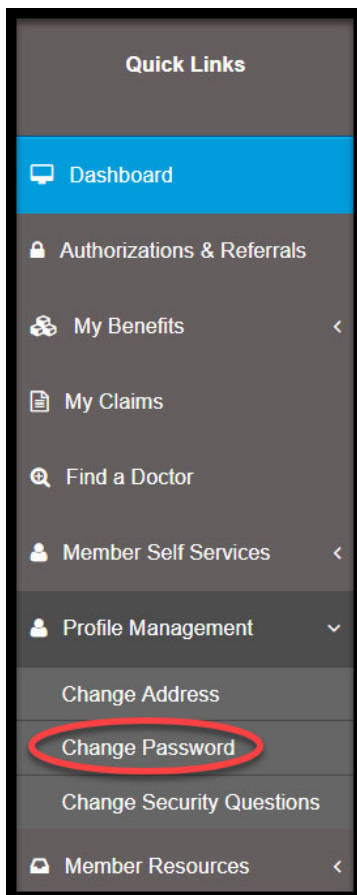 Quick Links
Dashboard
Authorizations & Referrals
My Benefits
My Claims
Find a Doctor
Member Self Services
Profile Management
Change Address
Change Password
Change Security Questions
Member Resources